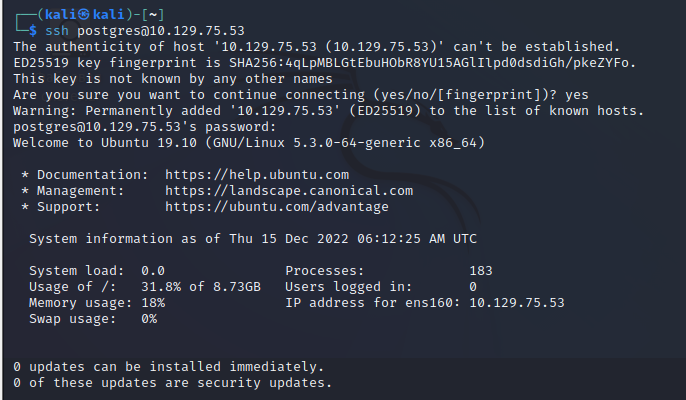 ┌──(kali㉿kali)-[~]
└─$ ssh postgres@10.129.75.53
The authenticity of host '10.129.75.53 (10.129.75.53)' can't be established.
ED25519 key fingerprint is SHA256:4qLpMBLGtEbuHObR8YU15AGlIlpd0dsdiGh/pkeZYFo.
This key is not known by any other names
Are you sure you want to continue connecting (yes/no/[fingerprint])? yes
Warning: Permanently added '10.129.75.53' (ED25519) to the list of known hosts.
postgres@10.129.75.53's password:
Welcome to Ubuntu 19.10 (GNU/Linux 5.3.0-64-generic x86_64)
* Documentation:  https://help.ubuntu.com
* Management:     https://landscape.canonical.com
* Support:        https://ubuntu.com/advantage
System information as of Thu 15 Dec 2022 06:12:25 AM UTC
System load:  0.0               Processes:             183
Usage of /:   31.8% of 8.73GB   Users logged in:       0
Memory usage: 18%               IP address for ens160: 10.129.75.53
Swap usage:   0%
0 updates can be installed immediately.
0 of these updates are security updates.